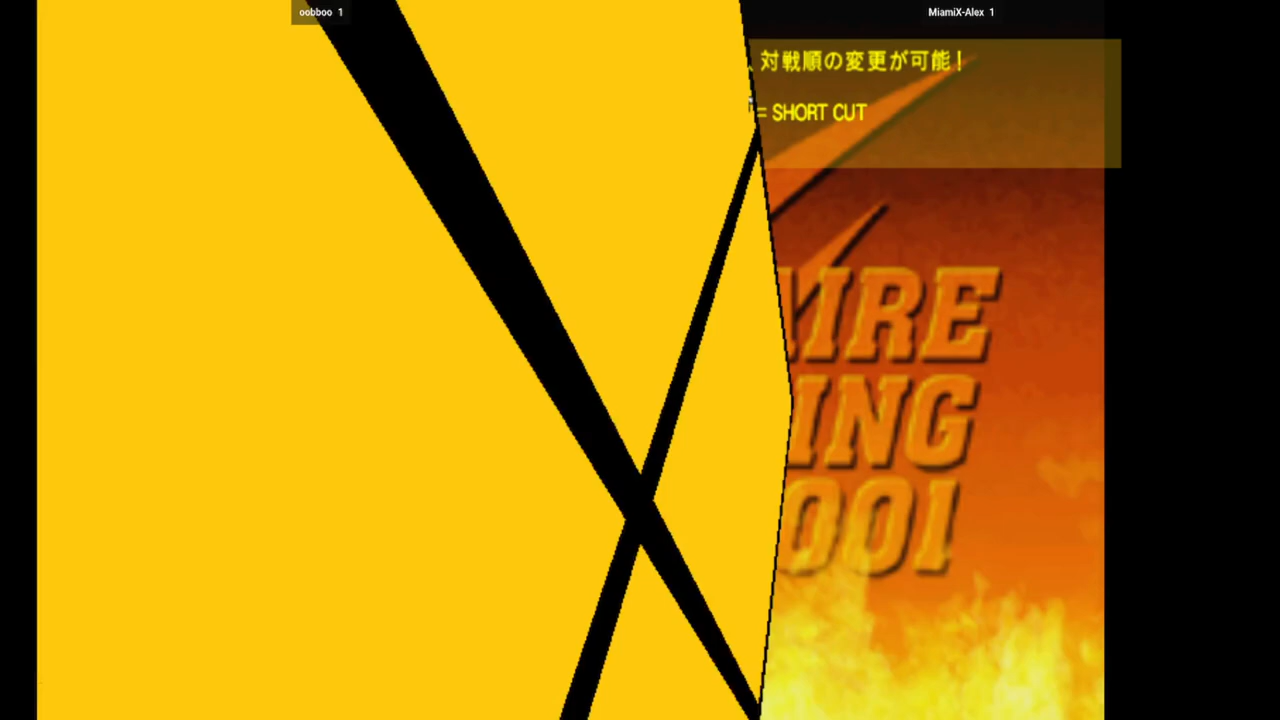 oobboo 1
MiamiX-Alex 1
、対戦順の変更が可能!
= SHORT CUT
IRE
ING
001